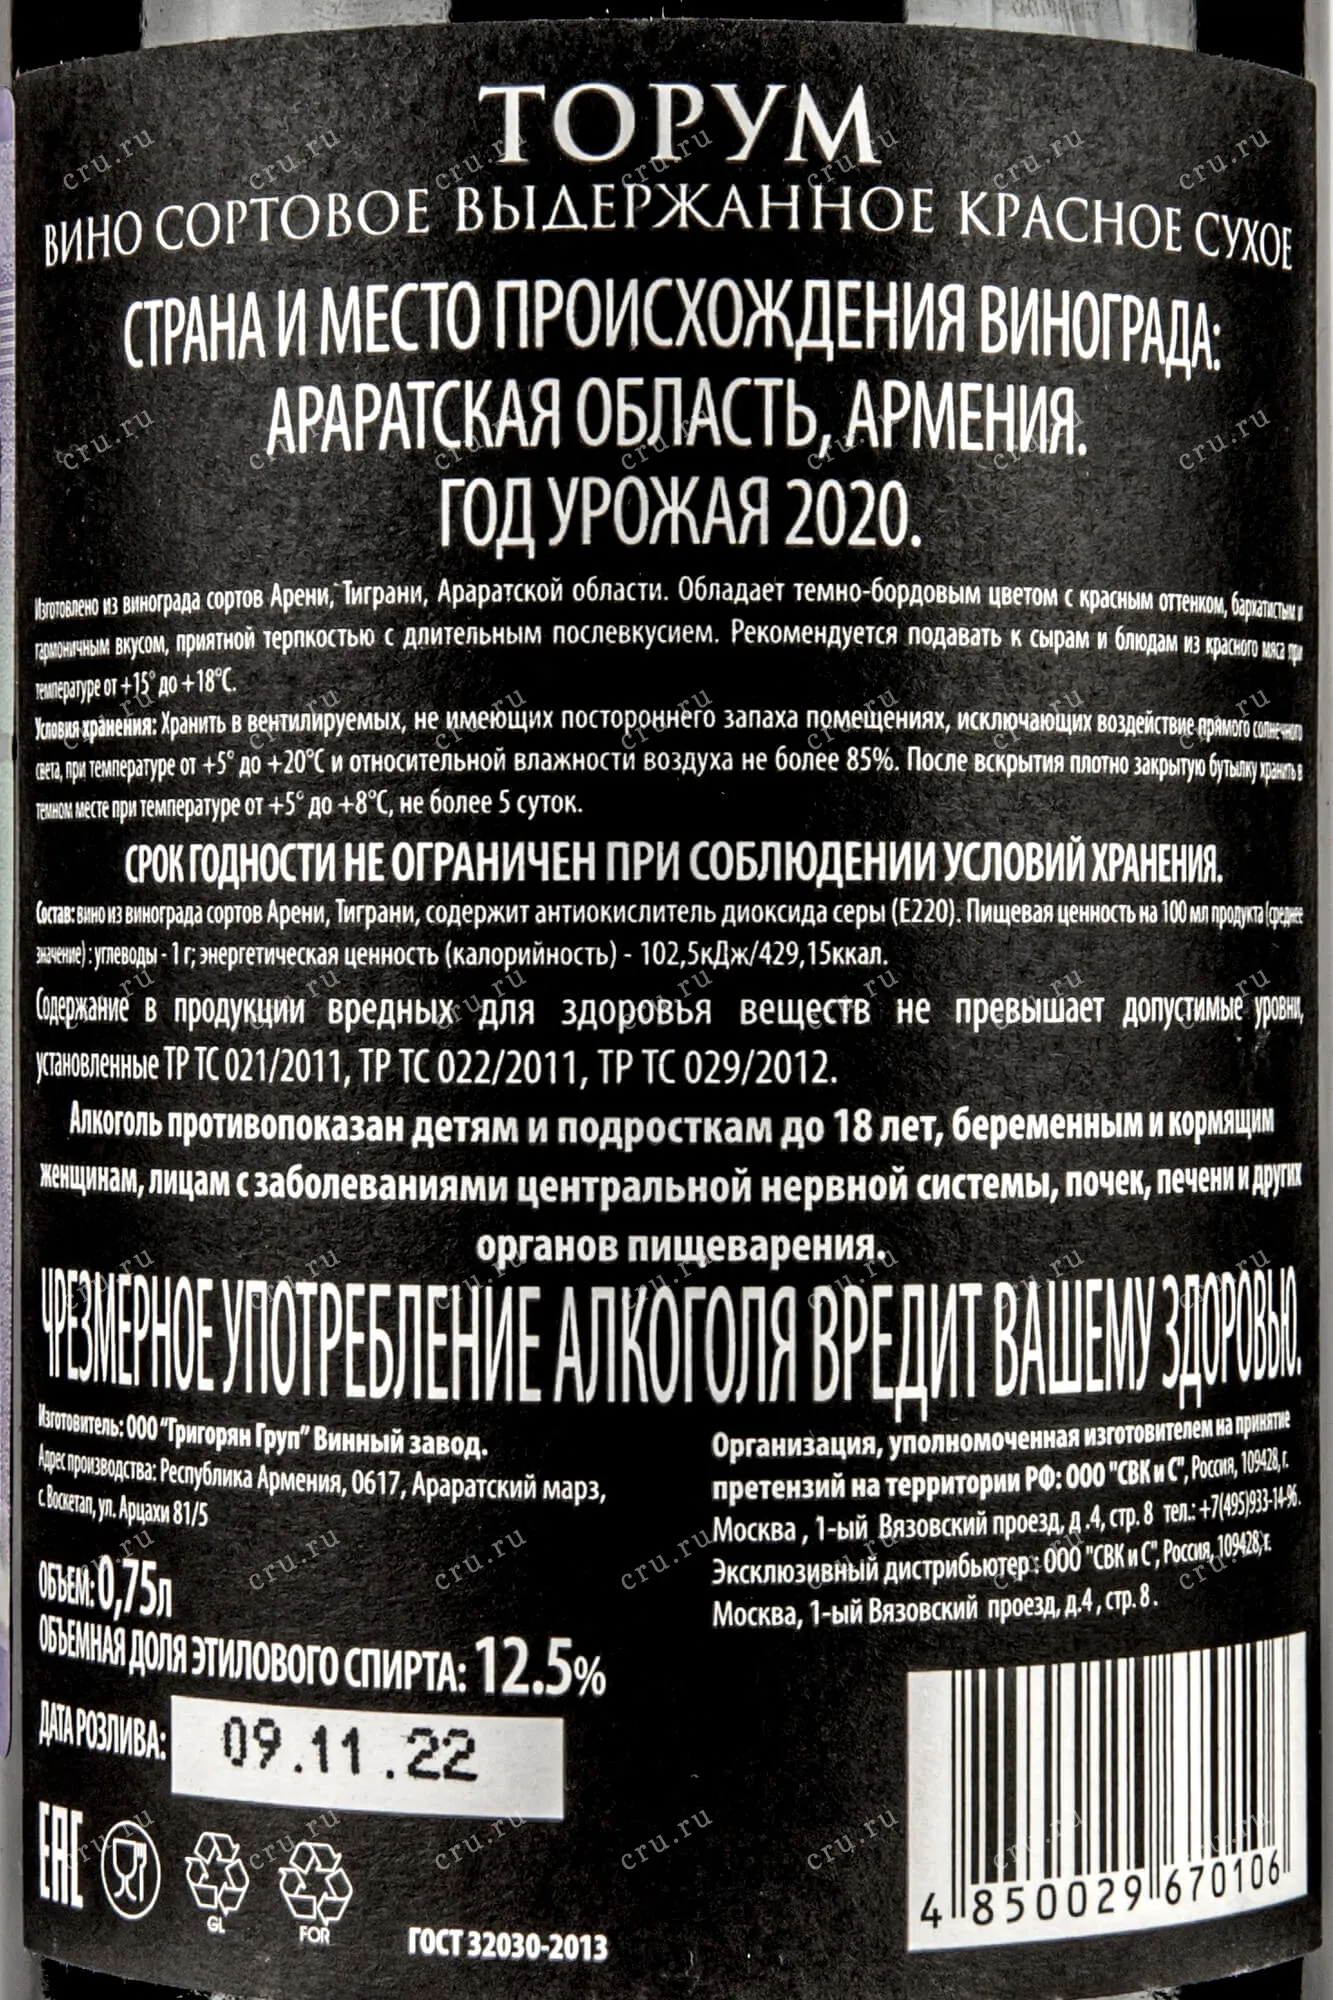 ТОРУМ
ВИНО СОРТОВОЕ ВЫДЕРЖАННОЕ КРАСНОЕ СУХОЕ
СТРАНА И МЕСТО ПРОИСХОЖДЕНИЯ ВИНОГРАДА:
АРАРАТСКАЯ ОБЛАСТЬ, АРМЕНИЯ.
ГОД УРОЖАЯ 2020.
Изготовлено из винограда сортов Арени, Тиграни, Араратской области. Обладает темно-бордовым цветом с красным оттенком, бархатистым и
гармоничным вкусом, приятной терпкостью с длительным послевкусием. Рекомендуется подавать к сырам и блюдам из красного мяса при
температуре от +15° до +18°С.
Условия хранения: Хранить в вентилируемых, не имеющих постороннего запаха помещениях, исключающих воздействие прямого солнечного
света, при температуре от +5° до +20°С и относительной влажности воздуха не более 85%. После вскрытия плотно закрытую бутылку хранить в
темном месте при температуре от +5° до +8°С, не более 5 суток.
СРОК ГОДНОСТИ НЕ ОГРАНИЧЕН ПРИ СОБЛЮДЕНИИ УСЛОВИЙ ХРАНЕНИЯ.
Состав: вино из винограда сортов Арени, Тиграни, содержит антиокислитель диоксида серы (Е220). Пищевая ценность на 100 мл продукта (среднее
значение) : углеводы - 1 г; энергетическая ценность (калорийность) - 102,5кДж/429,15ккал.
Содержание в продукции вредных для здоровья веществ не превышает допустимые уровни,
установленные ТР ТС 021/2011, ТР ТС 022/2011, ТР ТС 029/2012.
Алкоголь противопоказан детям и подросткам до 18 лет, беременным и кормящим
женщинам, лицам с заболеваниями центральной нервной системы, почек, печени и других
органов пищеварения.
ЧРЕЗМЕРНОЕ УПОТРЕБЛЕНИЕ АЛКОГОЛЯ ВРЕДИТ ВАШЕМУ ЗДОРОВЬЮ.
Изготовитель: ООО "Григорян Груп" Винный завод.
Адрес производства: Республика Армения, 0617, Араратский марз,
с. Воскетап, ул. Арцахи 81/5
Организация, уполномоченная изготовителем на принятие
претензий на территории РФ: ООО "СВК и С", Россия, 109428, г.
Москва , 1-ый Вязовский проезд, д .4, стр. 8 тел.: +7(495)933-14-96.
Эксклюзивный дистрибьютер : ООО "СВК и С", Россия, 109428, г.
Москва, 1-ый Вязовский проезд, д.4 , стр. 8 .
ОБЪЕМ: 0,75л
ОБЪЕМНАЯ ДОЛЯ ЭТИЛОВОГО СПИРТА: 12.5%
ДАТА РОЗЛИВА: 09.11.22
ЕАС
GL
FOR
ГОСТ 32030-2013
4 850029 670106
cru.ru